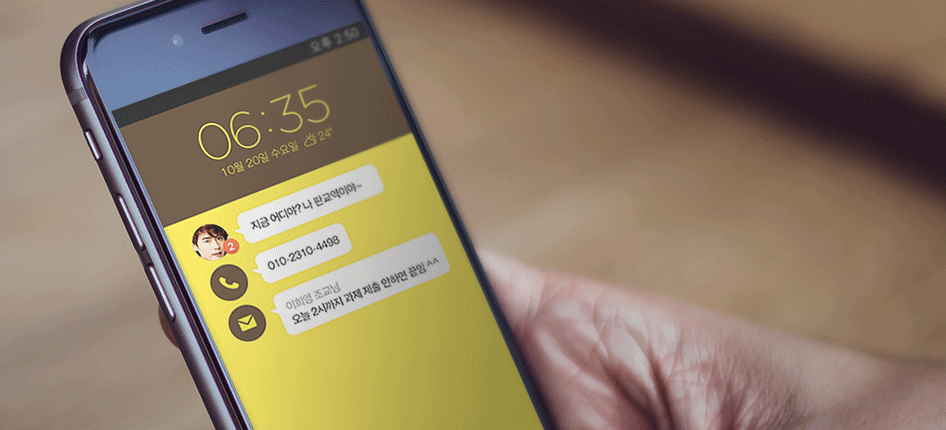 오후 2:50
06:35
10월 20일 수요일 24°
지금 어디야? 나 판교역이야~
2
010-2310-4498
이희영 조교님
오늘 2시까지 과제 제출 안하면 끝임 ^^